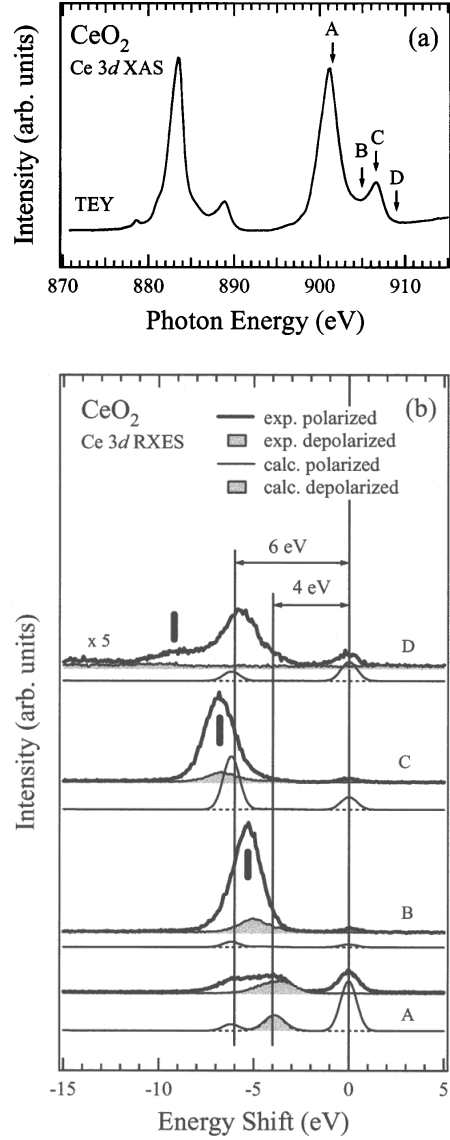 CeO2
(a)
Ce 3d XAS
A
B
C
D
TEY
Intensity (arb. units)
870
880
890
900
910
Photon Energy (eV)
CeO2
(b)
Ce 3d RXES
exp. polarized
exp. depolarized
calc. polarized
calc. depolarized
6 eV
4 eV
x 5
D
C
B
A
Intensity (arb. units)
-15
-10
-5
0
5
Energy Shift (eV)